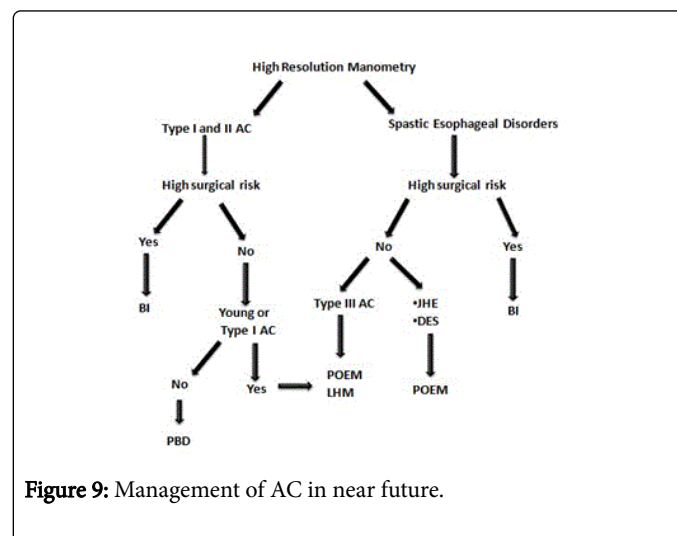 High Resolution Manometry
Type I and II AC
Spastic Esophageal Disorders
High surgical risk
High surgical risk
Yes
No
No
Yes
BI
Young or
Type I AC
Type III AC
•JHE
•DES
BI
No
Yes
POEM
LHM
POEM
PBD
Figure 9: Management of AC in near future.